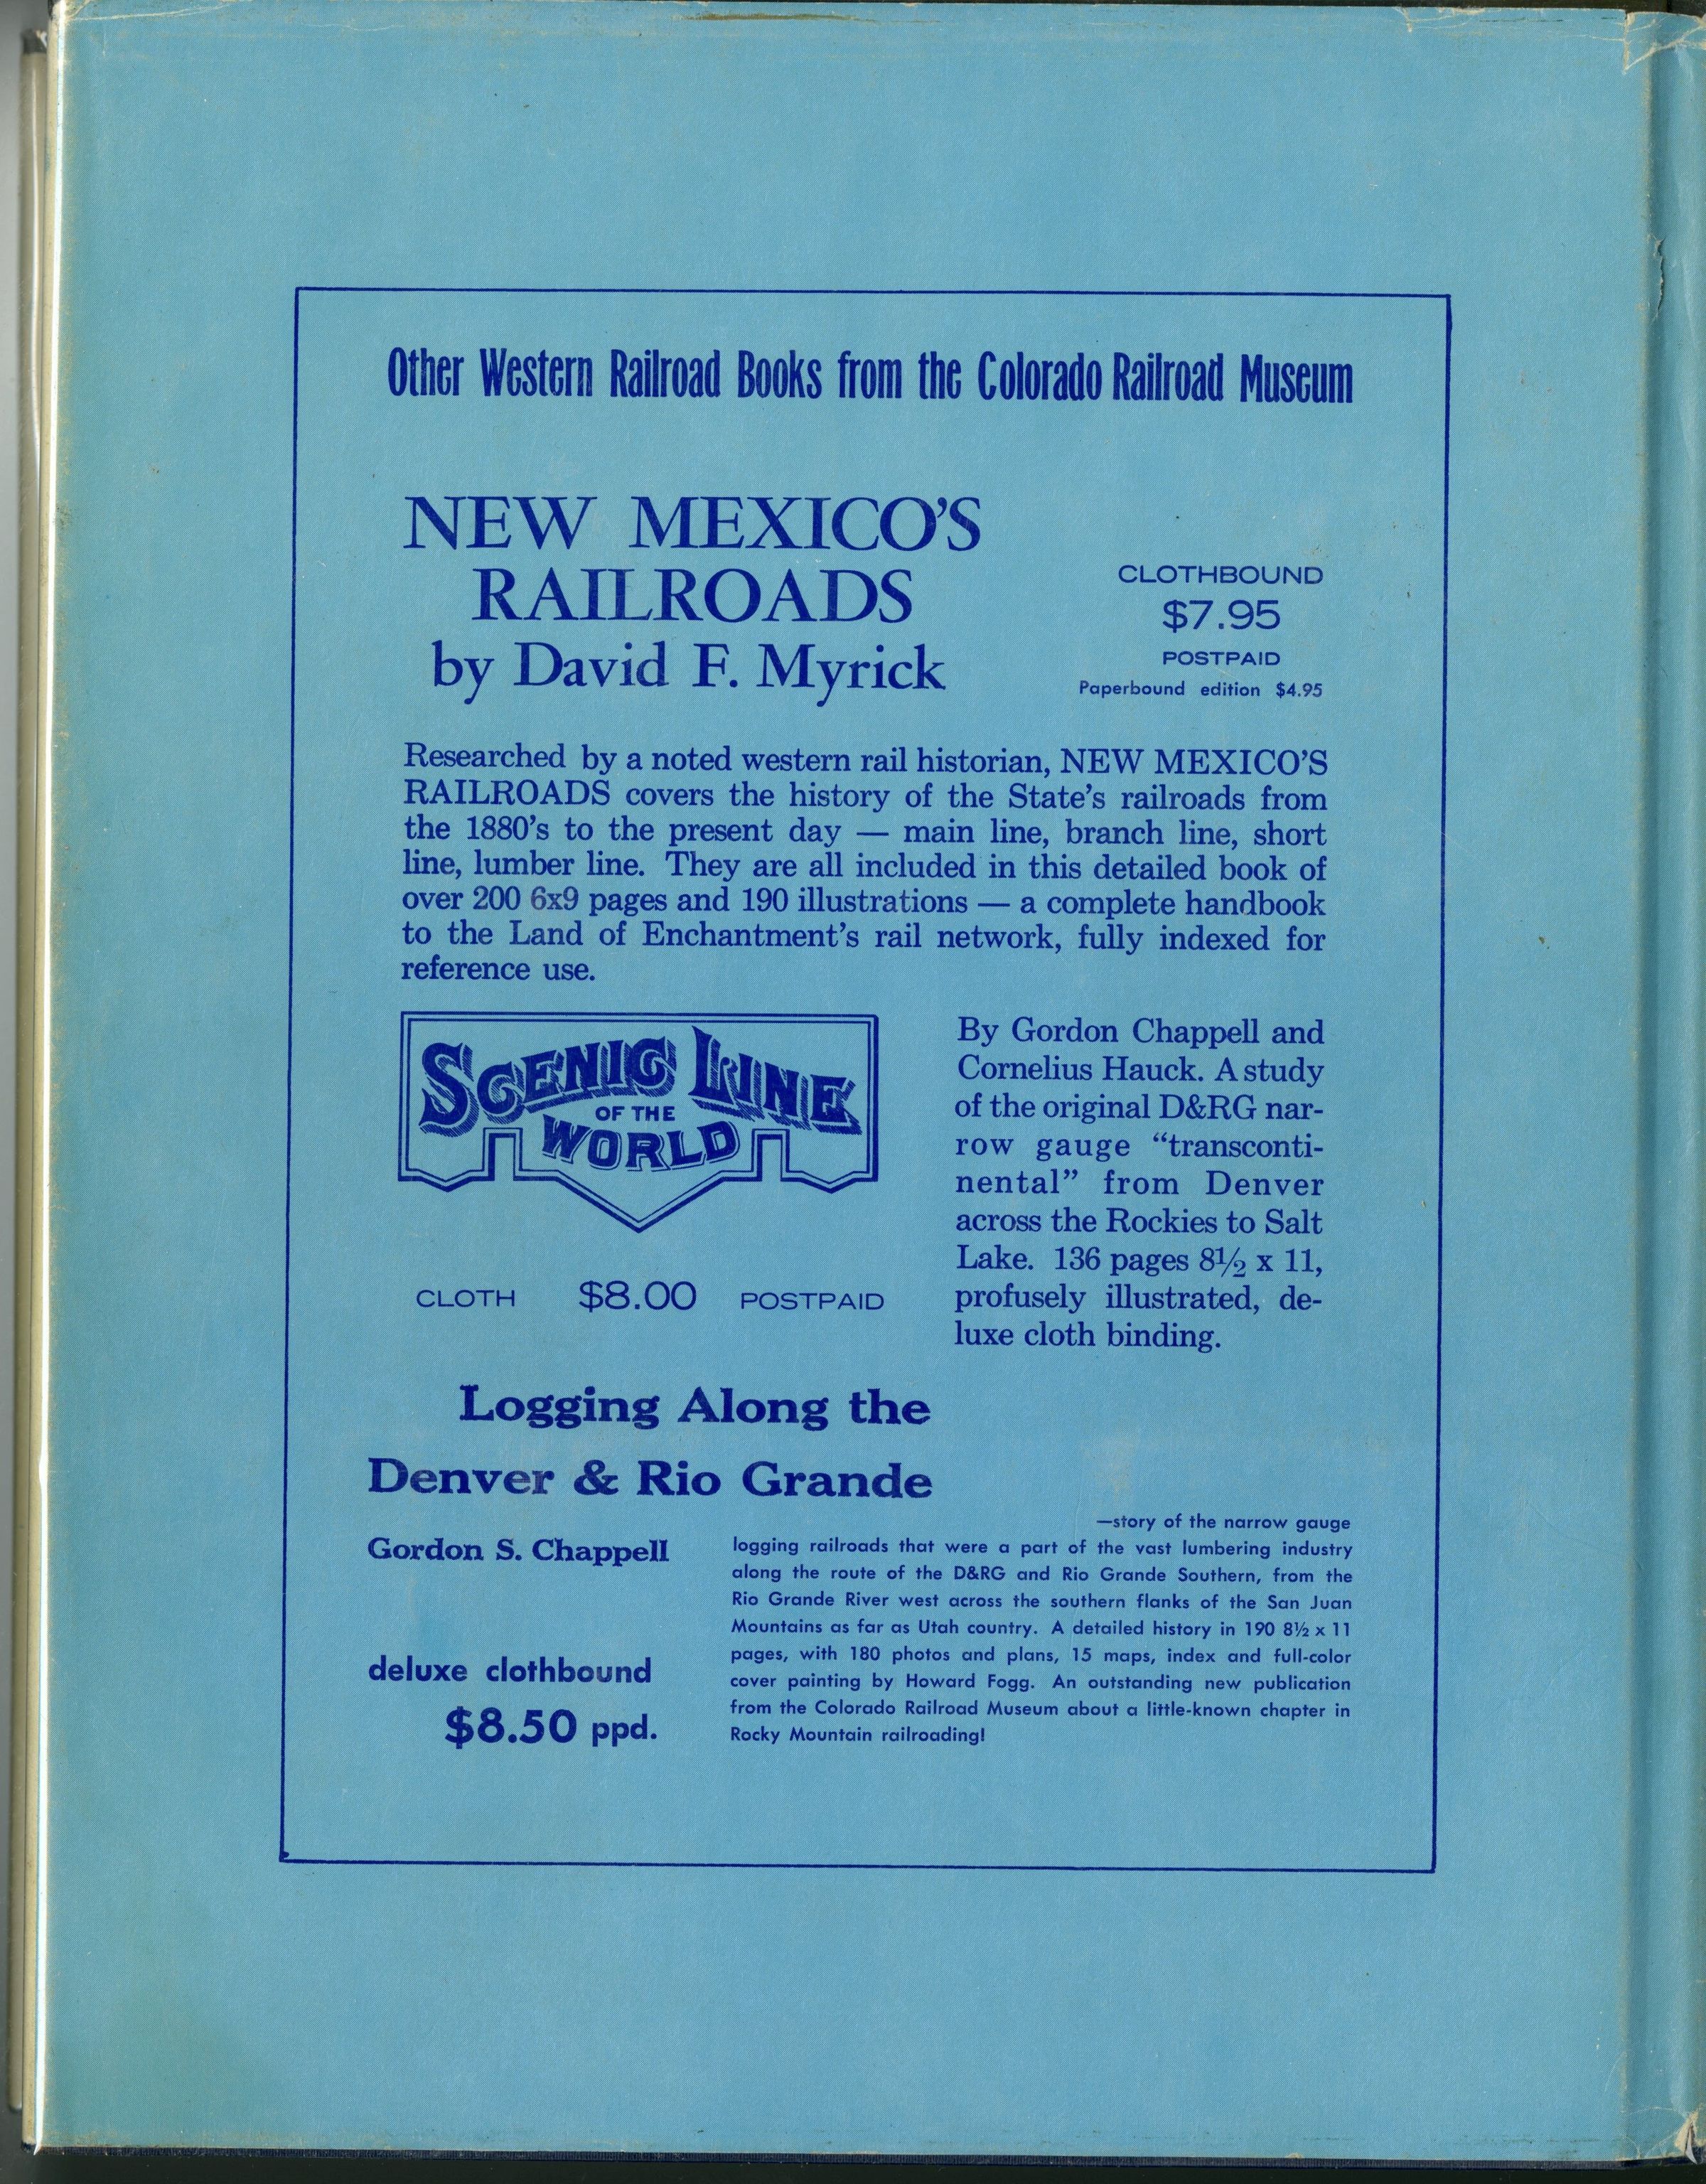 Other Western Railroad Books from the Colorado Railroad Museum
NEW MEXICO'S
RAILROADS
by David F. Myrick
CLOTHBOUND
$7.95
POSTPAID
Paperbound edition $4.95
Researched by a noted western rail historian, NEW MEXICO'S
RAILROADS covers the history of the State's railroads from
the 1880's to the present day — main line, branch line, short
line, lumber line. They are all included in this detailed book of
over 200 6x9 pages and 190 illustrations — a complete handbook
to the Land of Enchantment's rail network, fully indexed for
reference use.
SCENIC LINE
OF THE
WORLD
CLOTH $8.00 POSTPAID
By Gordon Chappell and
Cornelius Hauck. A study
of the original D&RG nar-
row gauge “transconti-
nental” from Denver
across the Rockies to Salt
Lake. 136 pages 8½ x 11,
profusely illustrated, de-
luxe cloth binding.
Logging Along the
Denver & Rio Grande
Gordon S. Chappell
deluxe clothbound
$8.50 ppd.
—story of the narrow gauge
logging railroads that were a part of the vast lumbering industry
along the route of the D&RG and Rio Grande Southern, from the
Rio Grande River west across the southern flanks of the San Juan
Mountains as far as Utah country. A detailed history in 190 8½ x 11
pages, with 180 photos and plans, 15 maps, index and full-color
cover painting by Howard Fogg. An outstanding new publication
from the Colorado Railroad Museum about a little-known chapter in
Rocky Mountain railroading!